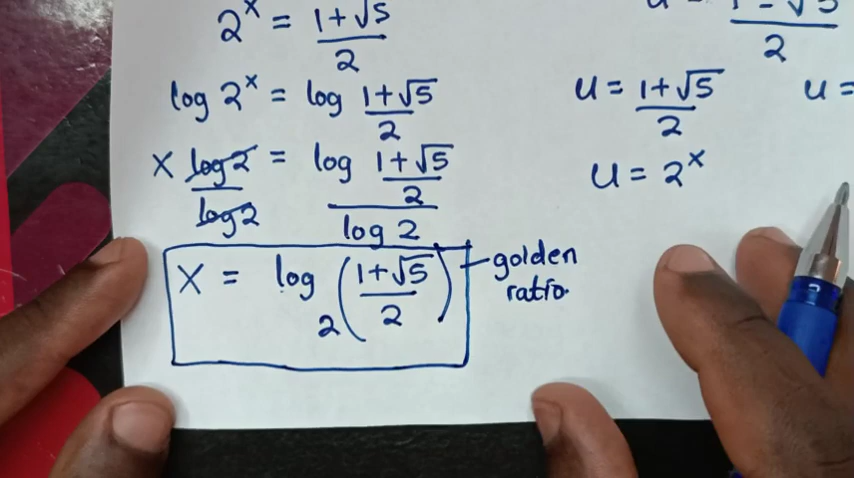 2^x = (1+√5)/2
log 2^x = log (1+√5)/2
x log2/log2 = log (1+√5)/2 / log 2
x = log_2 ((1+√5)/2)
golden
ratio.
1-√5/2
u = (1+√5)/2
u =
u = 2^x